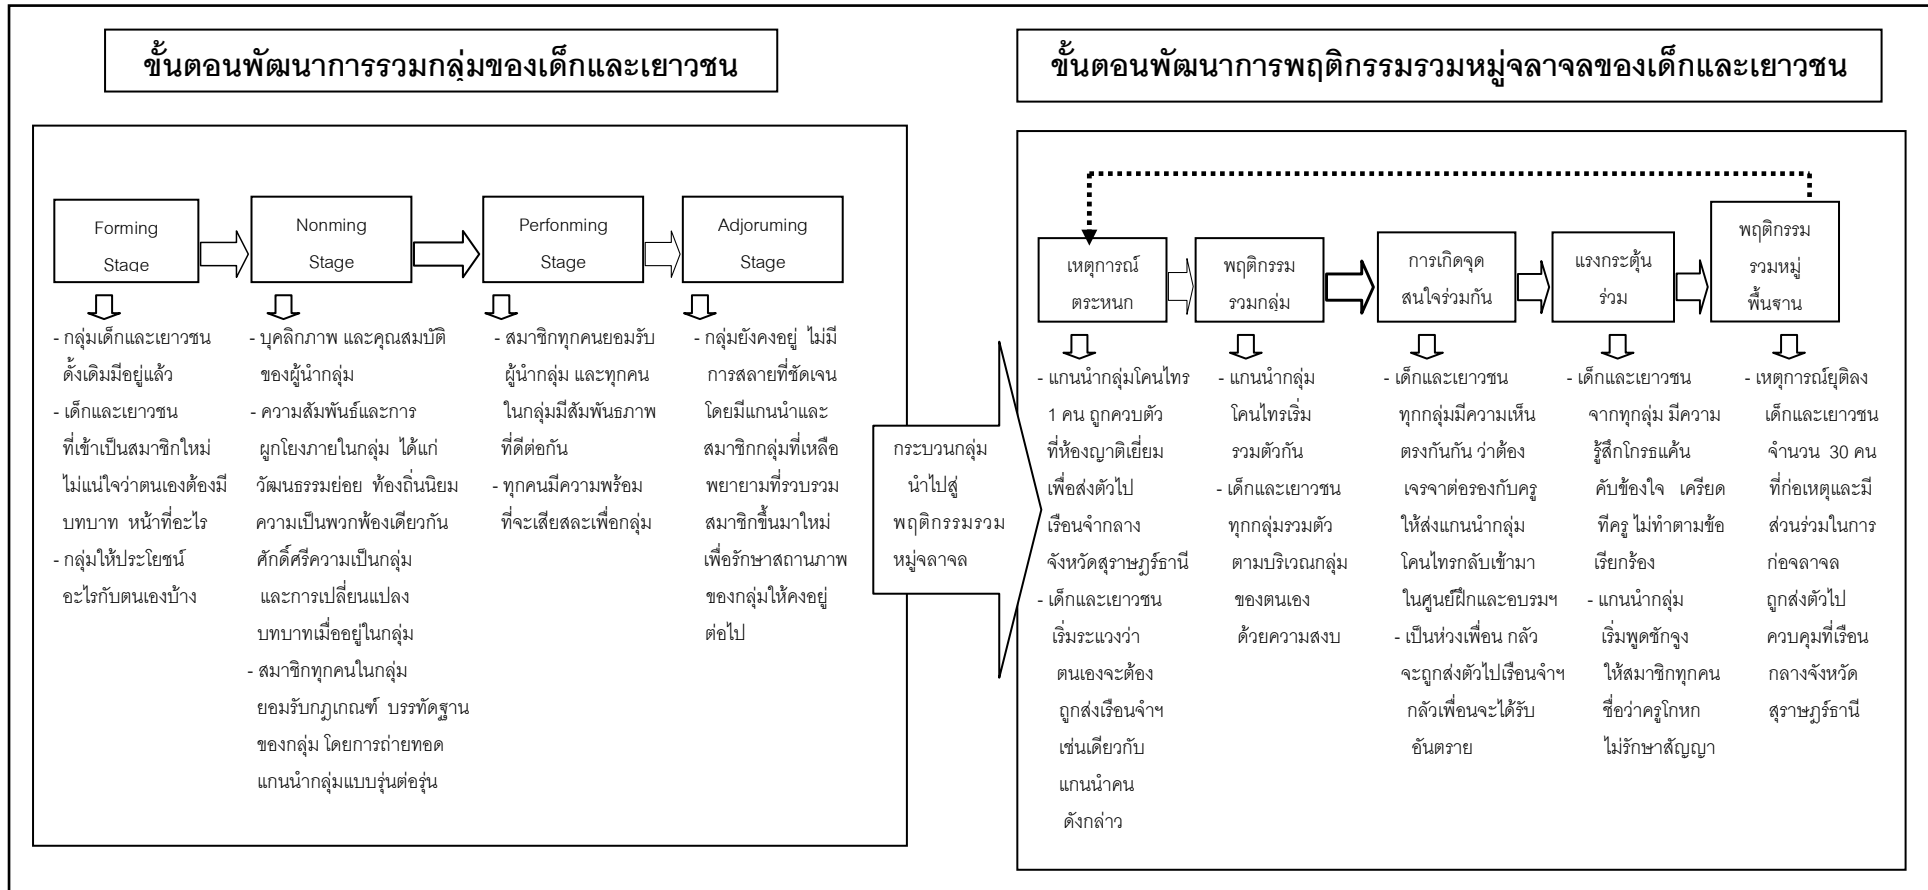 ขั้นตอนพัฒนาการรวมกลุ่มของเด็กและเยาวชน
Forming
Stage
Nonming
Stage
Perfonming
Stage
Adjoruming
Stage
- กลุ่มเด็กและเยาวชน
ดั้งเดิมมีอยู่แล้ว
- เด็กและเยาวชน
ที่เข้าเป็นสมาชิกใหม่
ไม่แน่ใจว่าตนเองต้องมี
บทบาท หน้าที่อะไร
- กลุ่มให้ประโยชน์
อะไรกับตนเองบ้าง
- บุคลิกภาพ และคุณสมบัติ
ของผู้นำกลุ่ม
- ความสัมพันธ์และการ
ผูกโยงภายในกลุ่ม ได้แก่
วัฒนธรรมย่อย ท้องถิ่นนิยม
ความเป็นพวกพ้องเดียวกัน
ศักดิ์ศรีความเป็นกลุ่ม
และการเปลี่ยนแปลง
บทบาทเมื่ออยู่ในกลุ่ม
- สมาชิกทุกคนในกลุ่ม
ยอมรับกฎเกณฑ์ บรรทัดฐาน
ของกลุ่ม โดยการถ่ายทอด
แกนนำกลุ่มแบบรุ่นต่อรุ่น
- สมาชิกทุกคนยอมรับ
ผู้นำกลุ่ม และทุกคน
ในกลุ่มมีสัมพันธภาพ
ที่ดีต่อกัน
- ทุกคนมีความพร้อม
ที่จะเสียสละเพื่อกลุ่ม
- กลุ่มยังคงอยู่ ไม่มี
การสลายที่ชัดเจน
โดยมีแกนนำและ
สมาชิกกลุ่มที่เหลือ
พยายามที่รวบรวม
สมาชิกขึ้นมาใหม่
เพื่อรักษาสถานภาพ
ของกลุ่มให้คงอยู่
ต่อไป
กระบวนกลุ่ม
นำไปสู่
พฤติกรรมรวม
หมู่จลาจล
ขั้นตอนพัฒนาการพฤติกรรมรวมหมู่จลาจลของเด็กและเยาวชน
เหตุการณ์
ตระหนก
พฤติกรรม
รวมกลุ่ม
การเกิดจุด
สนใจร่วมกัน
แรงกระตุ้น
ร่วม
พฤติกรรม
รวมหมู่
พื้นฐาน
- แกนนำกลุ่มโคนไทร
1 คน ถูกควบตัว
ที่ห้องญาติเยี่ยม
เพื่อส่งตัวไป
เรือนจำกลาง
จังหวัดสุราษฎร์ธานี
- เด็กและเยาวชน
เริ่มระแวงว่า
ตนเองจะต้อง
ถูกส่งเรือนจำฯ
เช่นเดียวกับ
แกนนำคน
ดังกล่าว
- แกนนำกลุ่ม
โคนไทรเริ่ม
รวมตัวกัน
- เด็กและเยาวชน
ทุกกลุ่มรวมตัว
ตามบริเวณกลุ่ม
ของตนเอง
ด้วยความสงบ
- เด็กและเยาวชน
ทุกกลุ่มมีความเห็น
ตรงกันกัน ว่าต้อง
เจรจาต่อรองกับครู
ให้ส่งแกนนำกลุ่ม
โคนไทรกลับเข้ามา
ในศูนย์ฝึกและอบรมฯ
- เป็นห่วงเพื่อน กลัว
จะถูกส่งตัวไปเรือนจำฯ
กลัวเพื่อนจะได้รับ
อันตราย
- เด็กและเยาวชน
จากทุกลุ่ม มีความ
รู้สึกโกรธแค้น
คับข้องใจ เครียด
ที่ครู ไม่ทำตามข้อ
เรียกร้อง
- แกนนำกลุ่ม
เริ่มพูดชักจูง
ให้สมาชิกทุกคน
ชื่อว่าครูโกหก
ไม่รักษาสัญญา
- เหตุการณ์ยุติลง
เด็กและเยาวชน
จำนวน 30 คน
ที่ก่อเหตุและมี
ส่วนร่วมในการ
ก่อจลาจล
ถูกส่งตัวไป
ควบคุมที่เรือน
กลางจังหวัด
สุราษฎร์ธานี